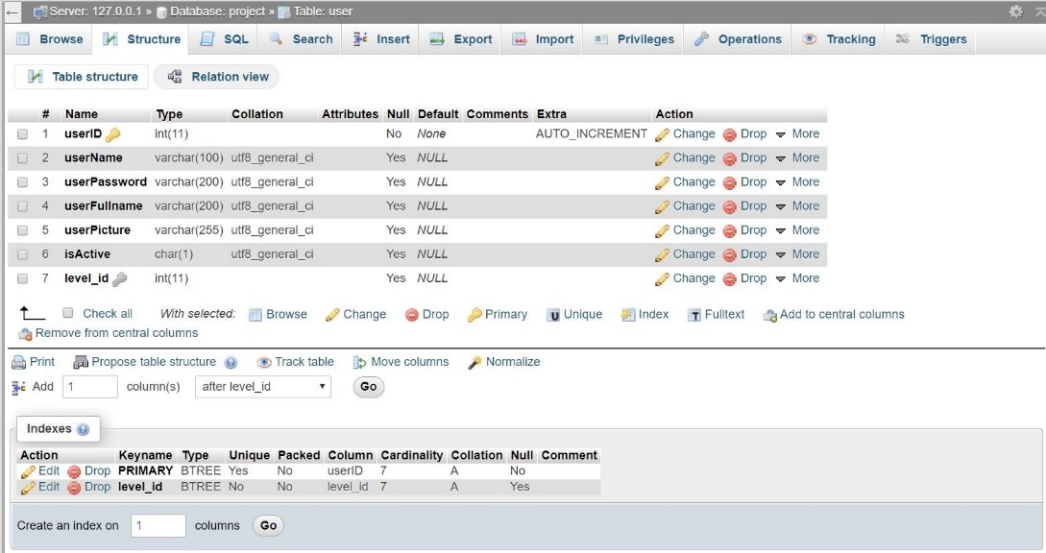 Server: 127.0.0.1 » Database: project » Table: user
Browse Structure SQL Search Insert Export Import Privileges Operations Tracking Triggers
Table structure Relation view
# Name Type Collation Attributes Null Default Comments Extra Action
1 userID int(11) No None AUTO_INCREMENT Change Drop More
2 userName varchar(100) utf8_general_ci Yes NULL Change Drop More
3 userPassword varchar(200) utf8_general_ci Yes NULL Change Drop More
4 userFullname varchar(200) utf8_general_ci Yes NULL Change Drop More
5 userPicture varchar(255) utf8_general_ci Yes NULL Change Drop More
6 isActive char(1) utf8_general_ci Yes NULL Change Drop More
7 level_id int(11) Yes NULL Change Drop More
Check all With selected: Browse Change Drop Primary Unique Index Fulltext Add to central columns
Remove from central columns
Print Propose table structure Track table Move columns Normalize
Add 1 column(s) after level_id Go
Indexes
Action Keyname Type Unique Packed Column Cardinality Collation Null Comment
Edit Drop PRIMARY BTREE Yes No userID 7 A No
Edit Drop level_id BTREE No No level_id 7 A Yes
Create an index on 1 columns Go